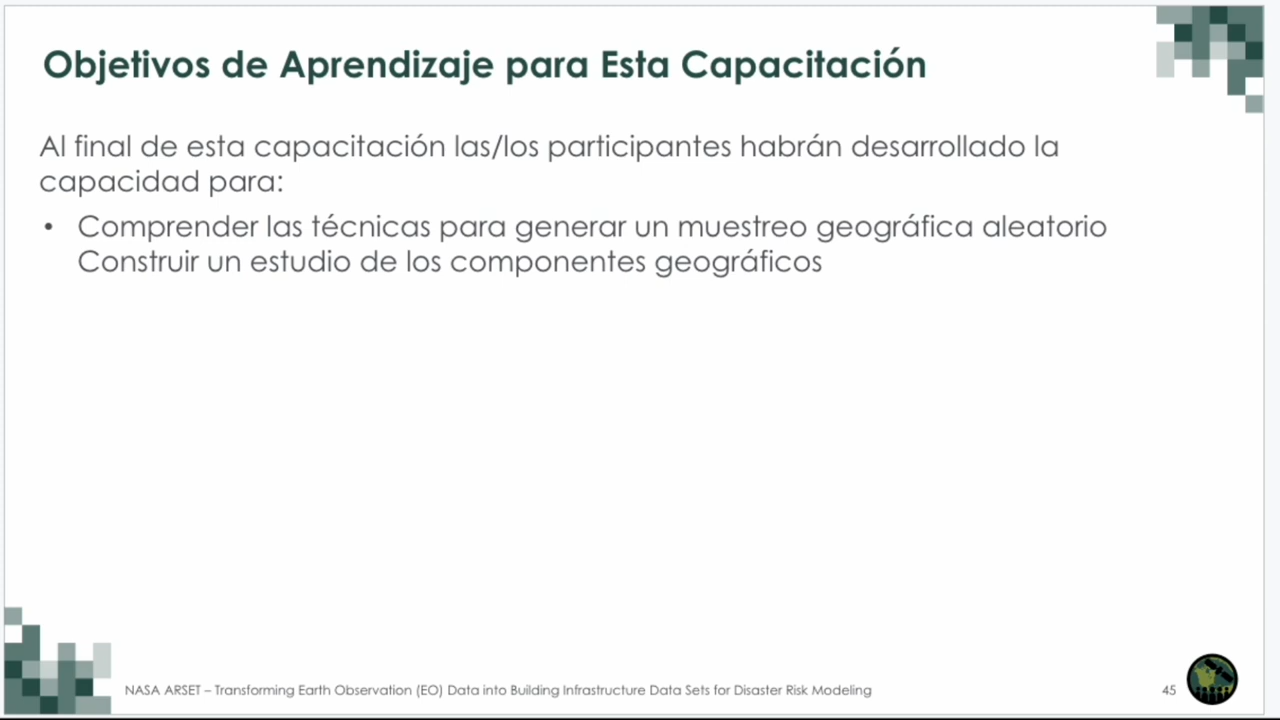 Objetivos de Aprendizaje para Esta Capacitación
Al final de esta capacitación las/los participantes habrán desarrollado la
capacidad para:
• Comprender las técnicas para generar un muestreo geográfica aleatorio
Construir un estudio de los componentes geográficos
NASA ARSET – Transforming Earth Observation (EO) Data into Building Infrastructure Data Sets for Disaster Risk Modeling
45